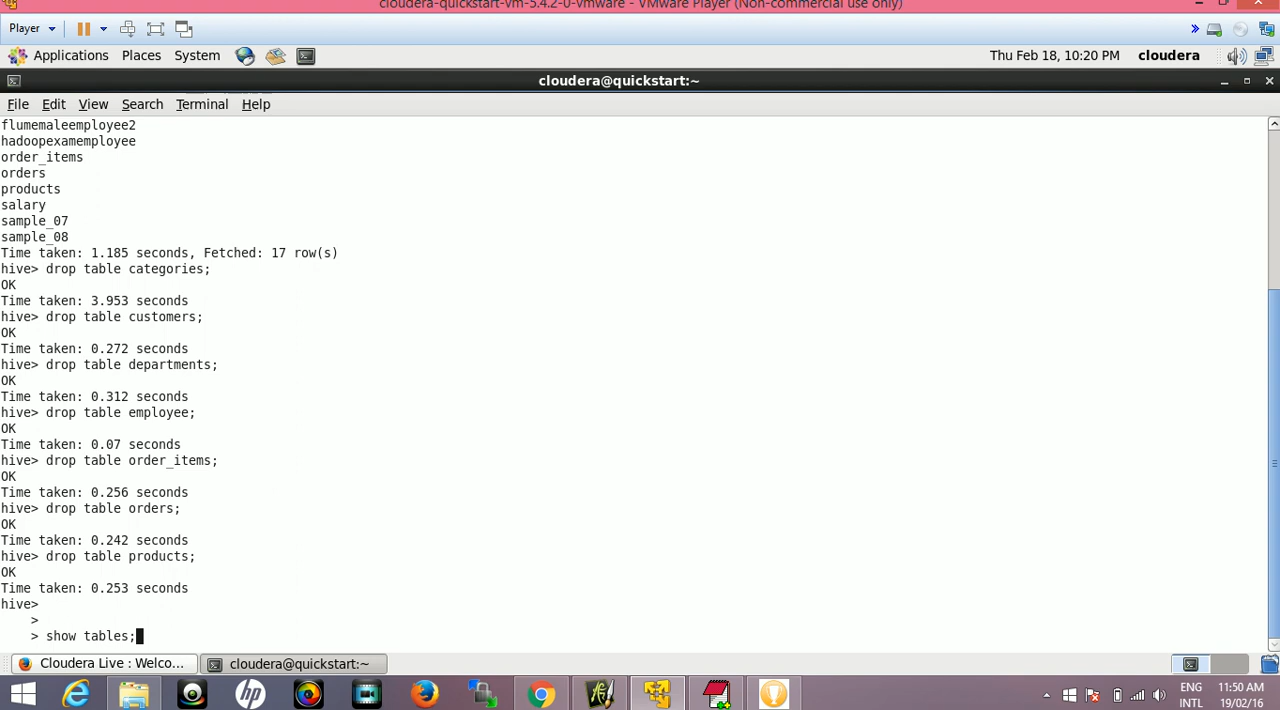 cloudera-quickstart-vm-5.4.2-0-vmware - VMware Player (Non-commercial use only)
Player
Applications Places System Thu Feb 18, 10:20 PM cloudera
cloudera@quickstart:~
File Edit View Search Terminal Help
flumemaleemployee2
hadoopexamemployee
order_items
orders
products
salary
sample_07
sample_08
Time taken: 1.185 seconds, Fetched: 17 row(s)
hive> drop table categories;
OK
Time taken: 3.953 seconds
hive> drop table customers;
OK
Time taken: 0.272 seconds
hive> drop table departments;
OK
Time taken: 0.312 seconds
hive> drop table employee;
OK
Time taken: 0.07 seconds
hive> drop table order_items;
OK
Time taken: 0.256 seconds
hive> drop table orders;
OK
Time taken: 0.242 seconds
hive> drop table products;
OK
Time taken: 0.253 seconds
hive>
>
> show tables;
Cloudera Live : Welco... cloudera@quickstart:~
hp
ENG 11:50 AM
INTL 19/02/16